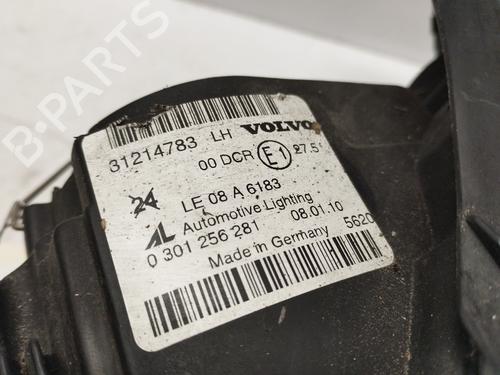 31214783 LH VOLVO
00 DCR E1 27.51
24 LE 08 A 6183
AL Automotive Lighting 08.01.10
0 301 256 281
Made in Germany 5620
B-PARTS